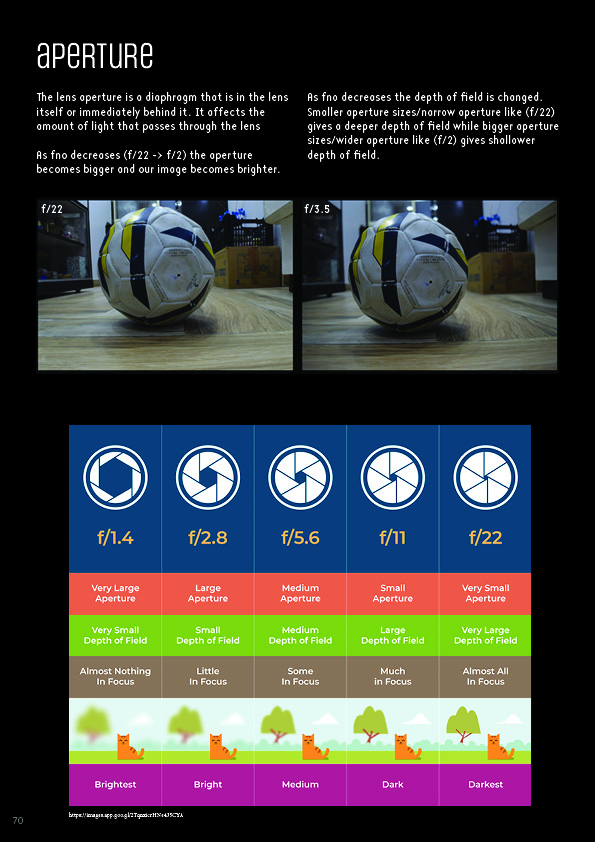 aperture
The lens aperture is a diaphragm that is in the lens
itself or immediately behind it. It affects the
amount of light that passes through the lens
As fno decreases (f/22 -> f/2) the aperture
becomes bigger and our image becomes brighter.
As fno decreases the depth of field is changed.
Smaller aperture sizes/narrow aperture like (f/22)
gives a deeper depth of field while bigger aperture
sizes/wider aperture like (f/2) gives shallower
depth of field.
f/22
f/3.5
f/1.4
f/2.8
f/5.6
f/11
f/22
Very Large
Aperture
Large
Aperture
Medium
Aperture
Small
Aperture
Very Small
Aperture
Very Small
Depth of Field
Small
Depth of Field
Medium
Depth of Field
Large
Depth of Field
Very Large
Depth of Field
Almost Nothing
In Focus
Little
In Focus
Some
In Focus
Much
in Focus
Almost All
In Focus
Brightest
Bright
Medium
Dark
Darkest
70